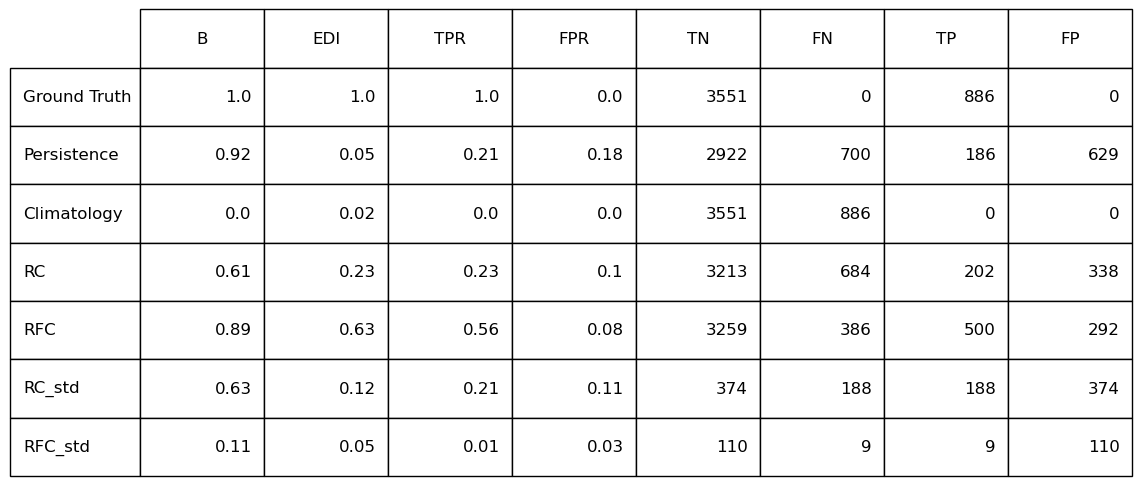 B EDI TPR FPR TN FN TP FP
Ground Truth 1.0 1.0 1.0 0.0 3551 0 886 0
Persistence 0.92 0.05 0.21 0.18 2922 700 186 629
Climatology 0.0 0.02 0.0 0.0 3551 886 0 0
RC 0.61 0.23 0.23 0.1 3213 684 202 338
RFC 0.89 0.63 0.56 0.08 3259 386 500 292
RC_std 0.63 0.12 0.21 0.11 374 188 188 374
RFC_std 0.11 0.05 0.01 0.03 110 9 9 110